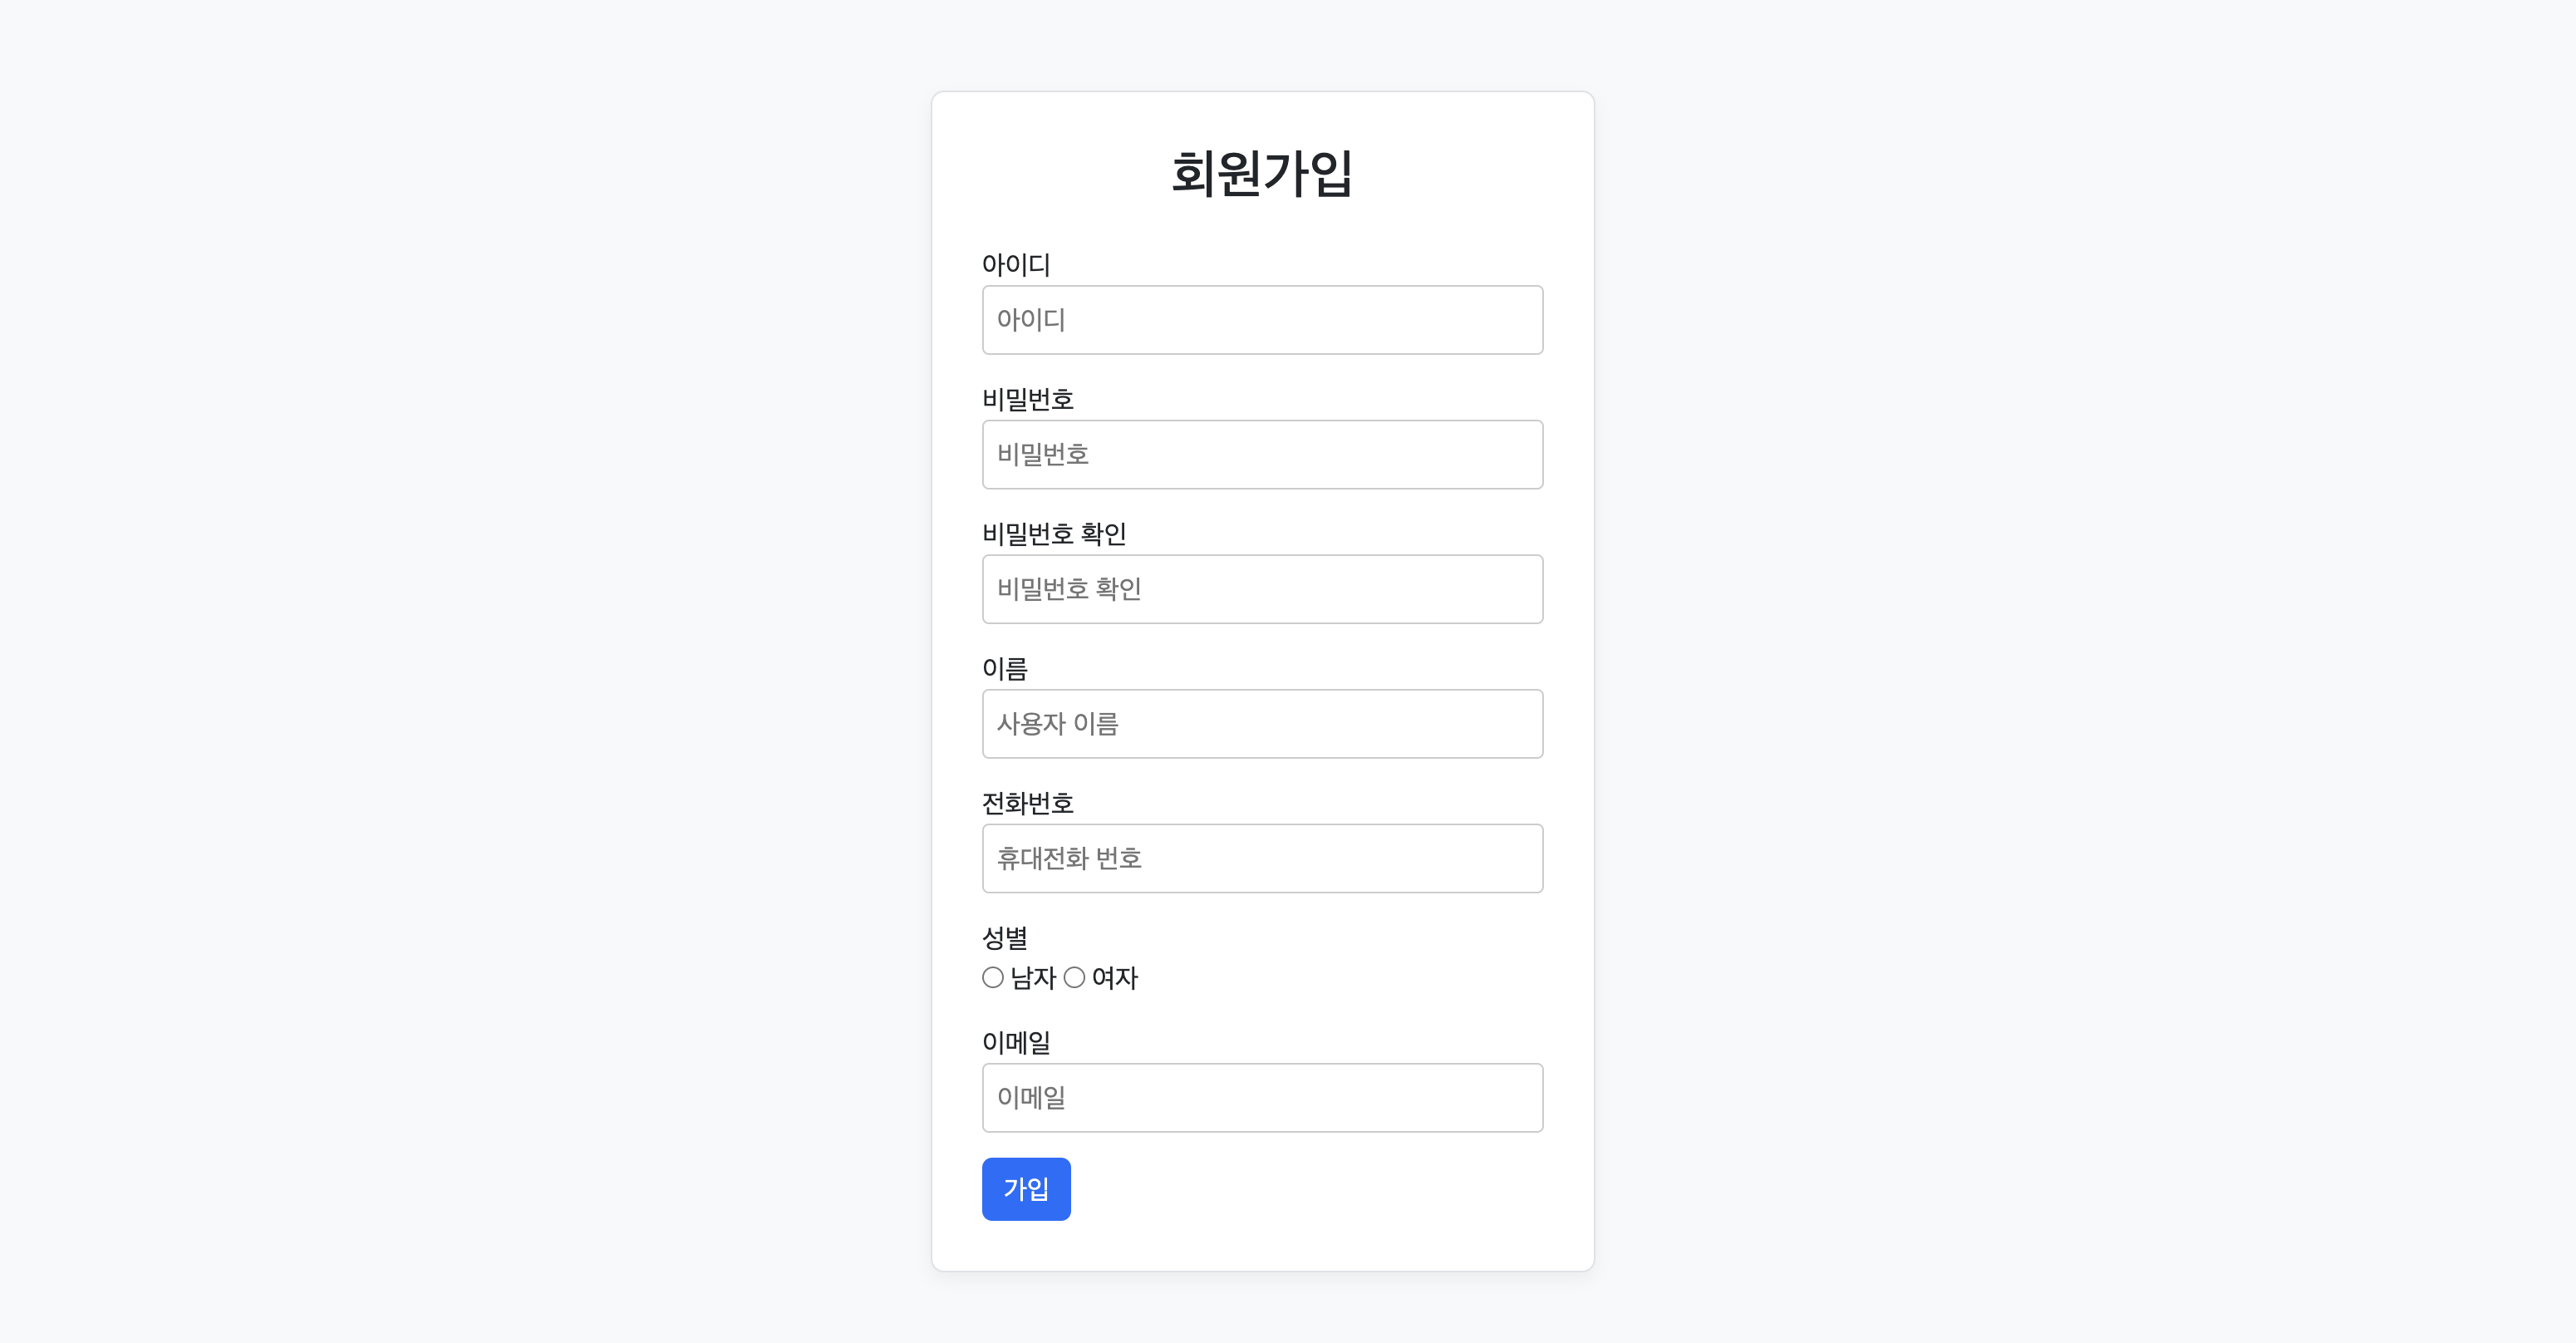 회원가입
아이디
아이디
비밀번호
비밀번호
비밀번호 확인
비밀번호 확인
이름
사용자 이름
전화번호
휴대전화 번호
성별
남자 여자
이메일
이메일
가입